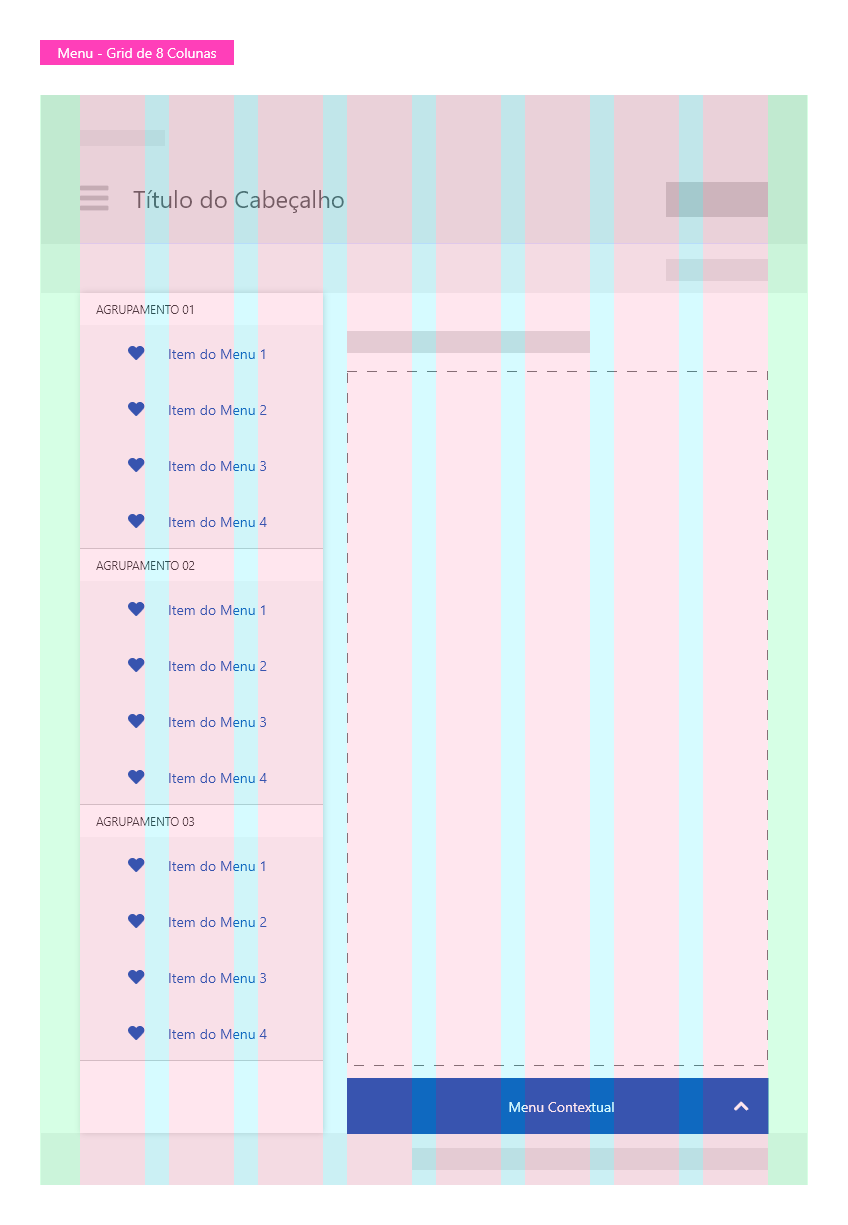 Menu - Grid de 8 Colunas
Título do Cabeçalho
AGRUPAMENTO 01
Item do Menu 1
Item do Menu 2
Item do Menu 3
Item do Menu 4
AGRUPAMENTO 02
Item do Menu 1
Item do Menu 2
Item do Menu 3
Item do Menu 4
AGRUPAMENTO 03
Item do Menu 1
Item do Menu 2
Item do Menu 3
Item do Menu 4
Menu Contextual